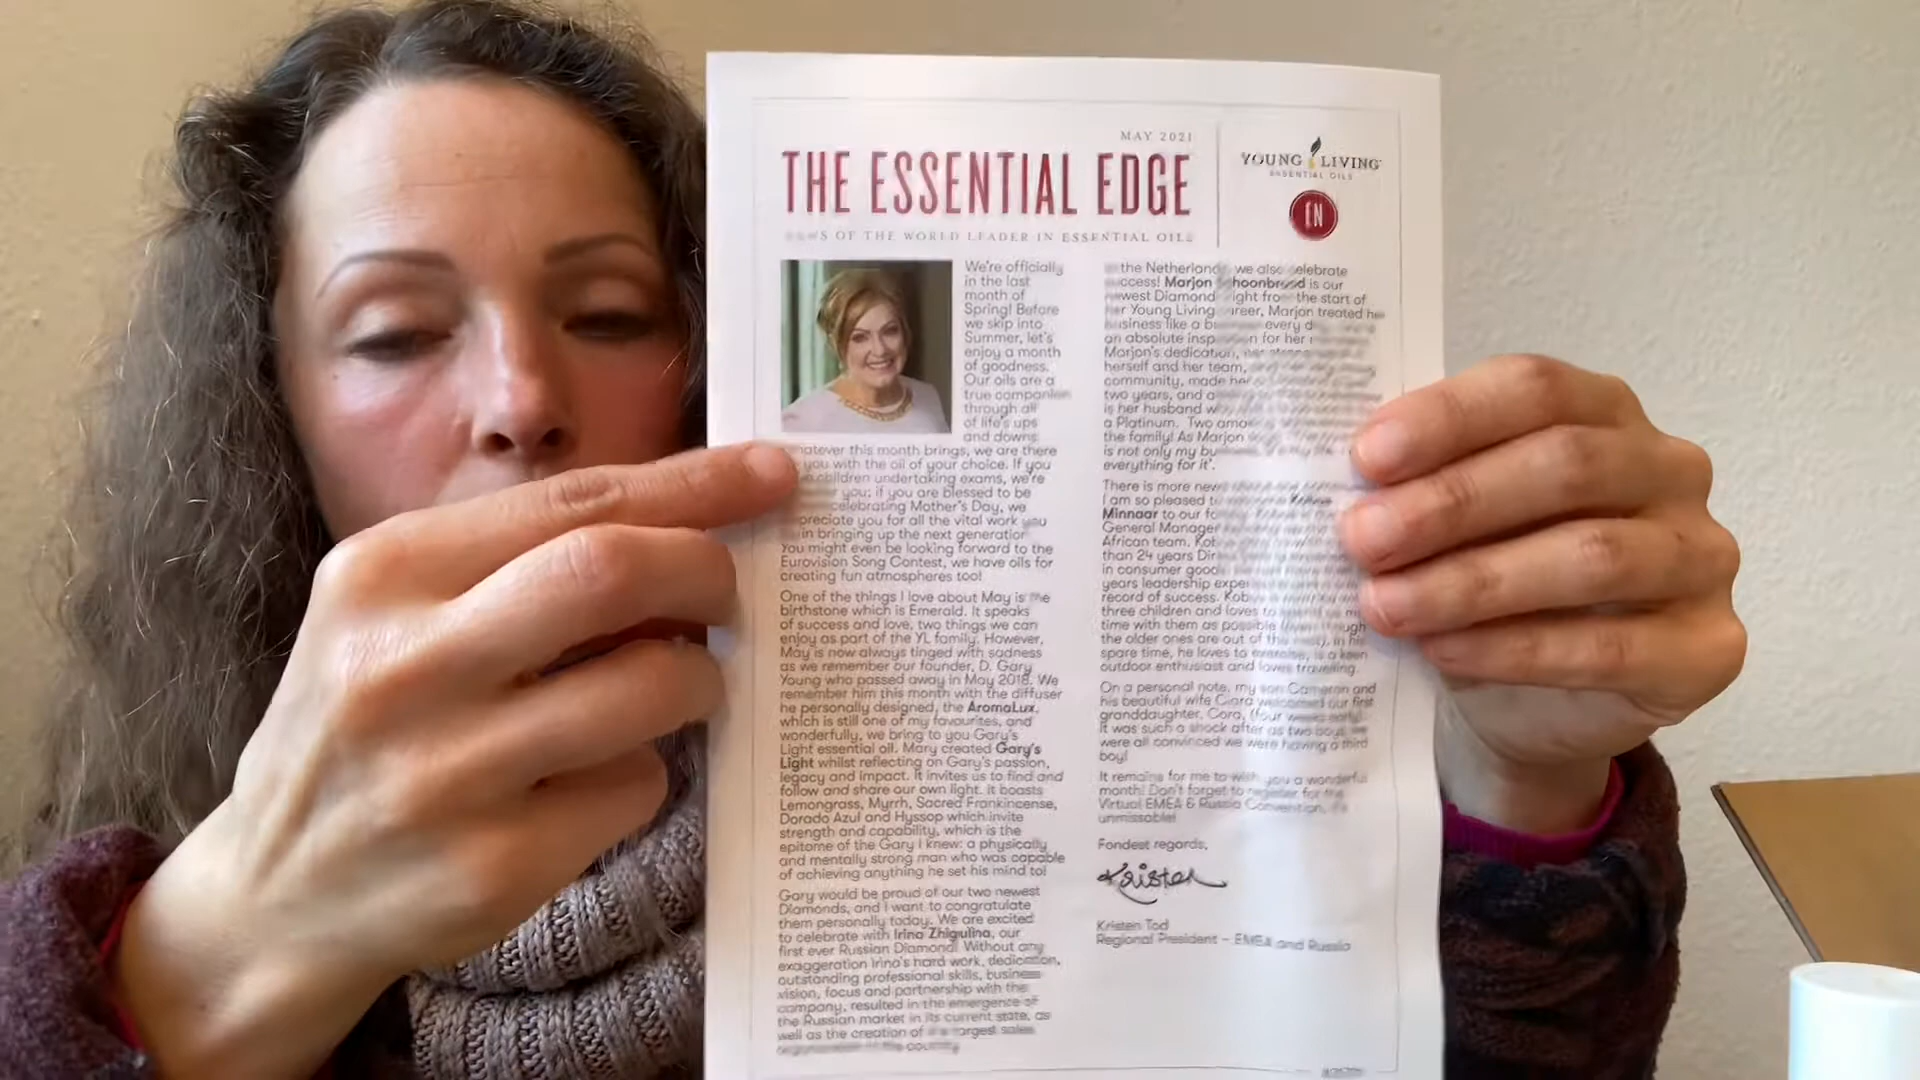 MAY 2021
THE ESSENTIAL EDGE
OF THE WORLD LEADER IN ESSENTIAL OILS
YOUNG LIVING
ESSENTIAL OILS
EN
We're officially
in the last
month of
Spring! Before
we skip into
Summer, let's
enjoy a month
of goodness.
Our oils are a
true companion
through all
of life's ups
and downs
this month brings, we are there
you with the oil of your choice. If you
children undertaking exams, we're
you; if you are blessed to be
celebrating Mother's Day, we
you for all the vital work you
in bringing up the next generation
You might even be looking forward to the
Eurovision Song Contest, we have oils for
creating fun atmospheres too!
One of the things I love about May is the
birthstone which is Emerald. It speaks
of success and love, two things we can
enjoy as part of the YL family. However,
May is now always tinged with sadness
as we remember our founder, D. Gary
Young who passed away in May 2018. We
remember him this month with the diffuser
he personally designed, the AromaLux,
which is still one of my favourites, and
wonderfully, we bring to you Gary's
Light essential oil. Mary created Gary's
Light whilst reflecting on Gary's passion,
legacy and impact. It invites us to find and
follow and share our own light. It boasts
Lemongrass, Myrrh, Sacred Frankincense,
Dorado Azul and Hyssop which invite
strength and capability, which is the
epitome of the Gary I knew: a physically
and mentally strong man who was capable
of achieving anything he set his mind to!
Gary would be proud of our two newest
Diamonds, and I want to congratulate
them personally today. We are excited
to celebrate with Irina Zhigulina, our
first ever Russian Diamond! Without any
exaggeration Irina's hard work, dedication,
outstanding professional skills, business
vision, focus and partnership with the
company, resulted in the emergence of
the Russian market in its current state, as
well as the creation of largest sales
the country
the Netherlands we also celebrate
Marjon is our
Diamond right from the start of
Young Living Marjon treated her
business like a every
an absolute for her
Marjon's dedication,
herself and her team,
community, made her
two years, and a
is her husband
a Platinum. Two
the family! As Marjon
is not only my
everything for it'.
There is more news
I am so pleased to
Minnaar to our
General Manager
African team.
than 24 years
in consumer
years leadership
record of success.
three children and loves to
time with them as possible
the older ones are out of the in his
spare time, he loves to exercise, is a keen
outdoor enthusiast and loves travelling.
On a personal note, my son Cameron and
his beautiful wife Ciara welcomed our first
granddaughter, Cora, (four weeks early).
It was such a shock after as two boys we
were all convinced we were having a third
boy!
It remains for me to wish you a wonderful
month! Don't forget to register for the
Virtual EMEA & Russia Convention, it's
unmissable!
Fondest regards,
Kristen
Kristen Tod
Regional President - EMEA and Russia